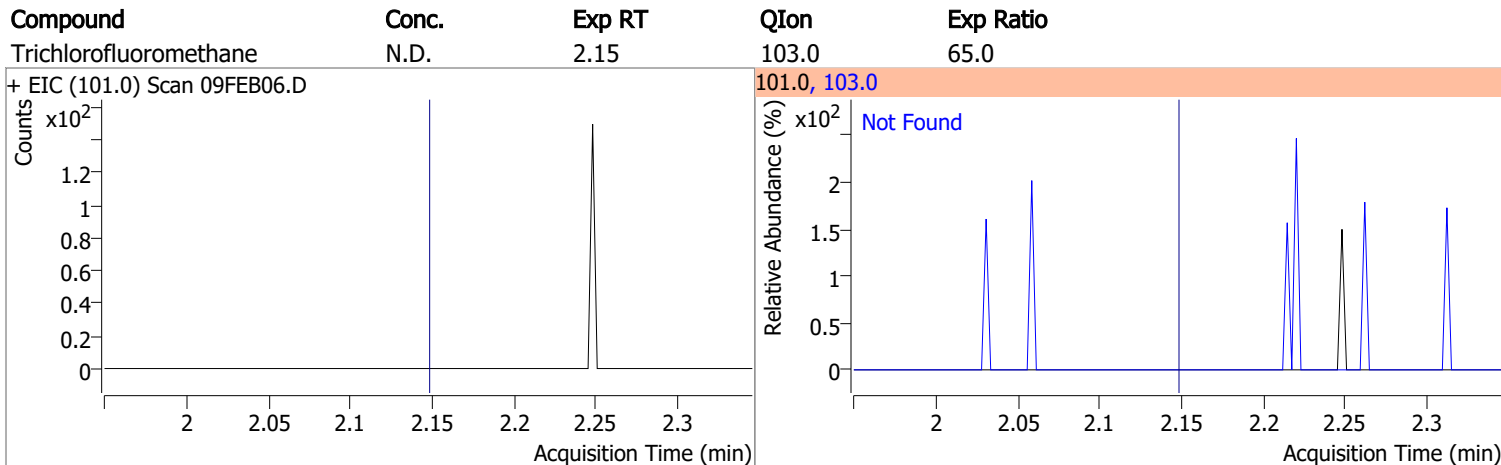 Compound Conc. Exp RT QIon Exp Ratio
Trichlorofluoromethane N.D. 2.15 103.0 65.0
+ EIC (101.0) Scan 09FEB06.D
Counts
x10²
1.2
1
0.8
0.6
0.4
0.2
0
2 2.05 2.1 2.15 2.2 2.25 2.3
Acquisition Time (min)
101.0, 103.0
Relative Abundance (%)
x10²
Not Found
2
1.5
1
0.5
0
2 2.05 2.1 2.15 2.2 2.25 2.3
Acquisition Time (min)